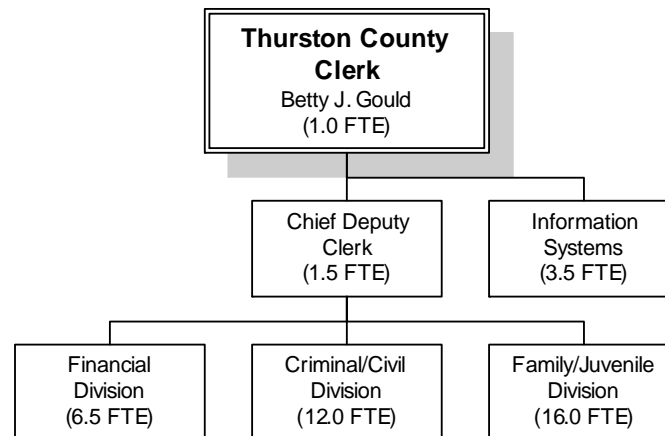 Thurston County
Clerk
Betty J. Gould
(1.0 FTE)
Chief Deputy
Clerk
(1.5 FTE)
Information
Systems
(3.5 FTE)
Financial
Division
(6.5 FTE)
Criminal/Civil
Division
(12.0 FTE)
Family/Juvenile
Division
(16.0 FTE)